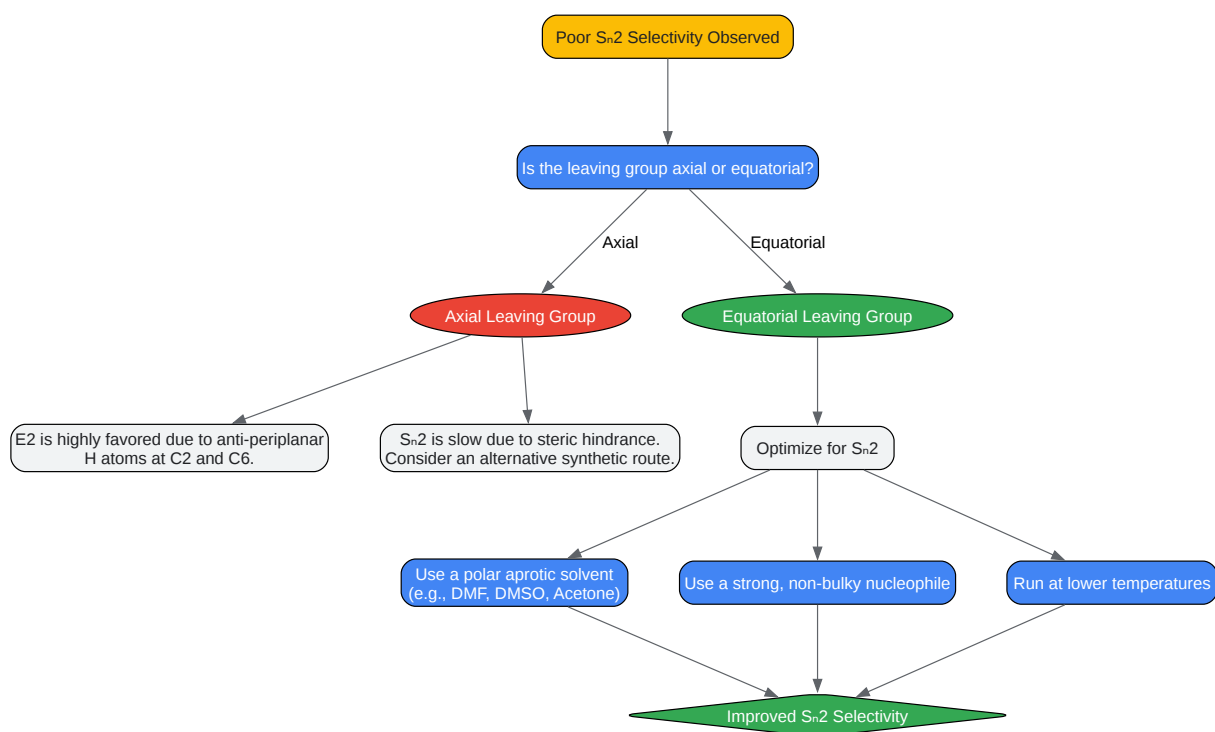 Poor Sₙ2 Selectivity Observed
Is the leaving group axial or equatorial?
Axial
Equatorial
Axial Leaving Group
Equatorial Leaving Group
E2 is highly favored due to anti-periplanar
H atoms at C2 and C6.
Sₙ2 is slow due to steric hindrance.
Consider an alternative synthetic route.
Optimize for Sₙ2
Use a polar aprotic solvent
(e.g., DMF, DMSO, Acetone)
Use a strong, non-bulky nucleophile
Run at lower temperatures
Improved Sₙ2 Selectivity